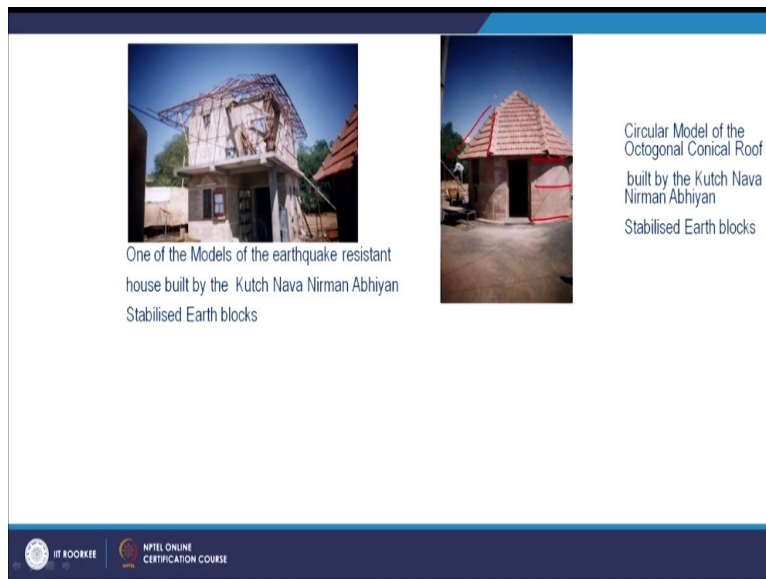 One of the Models of the earthquake resistant
house built by the Kutch Nava Nirman Abhiyan
Stabilised Earth blocks
Circular Model of the
Octogonal Conical Roof
built by the Kutch Nava
Nirman Abhiyan
Stabilised Earth blocks
IIT ROORKEE
NPTEL
NPTEL ONLINE
CERTIFICATION COURSE